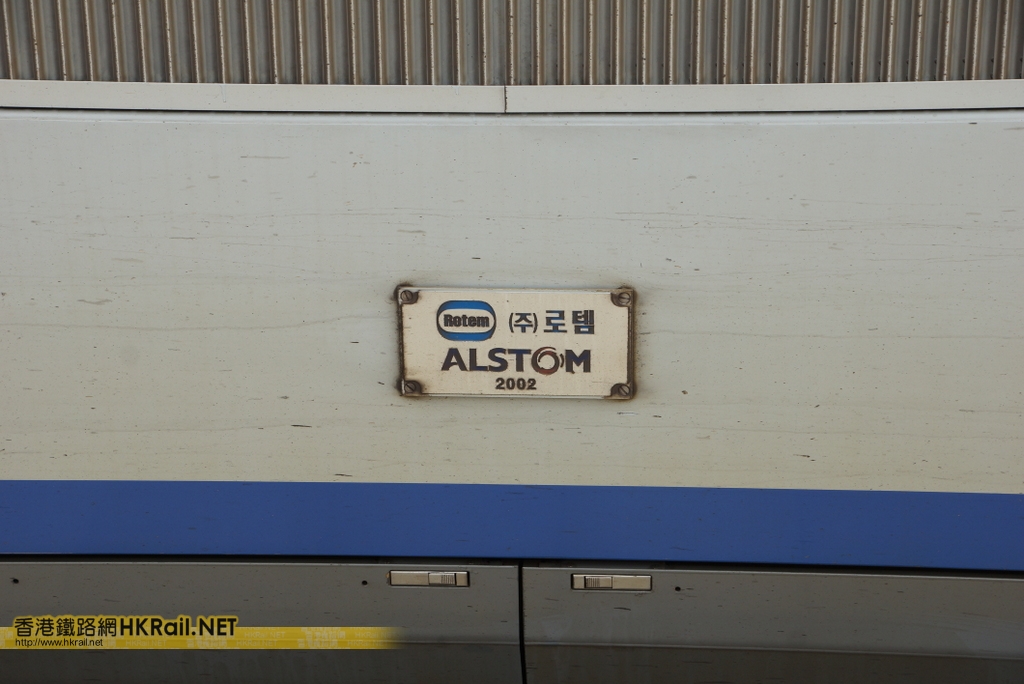 Rotem (주)로템
ALSTOM
2002
香港鐵路網HKRail.NET
http://www.hkrail.net